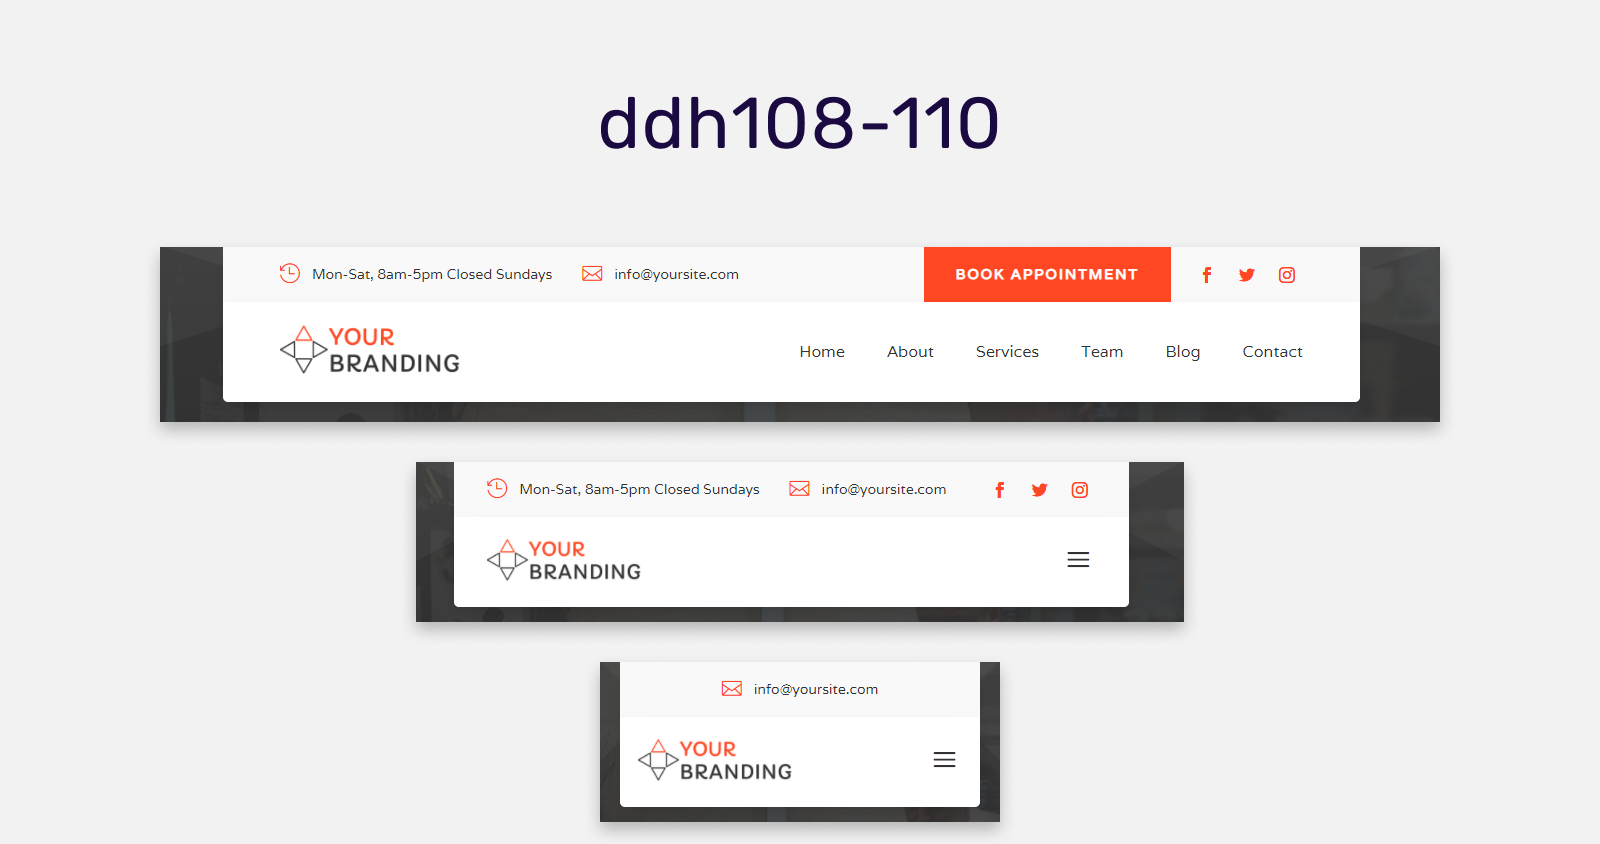 ddh108-110
Mon-Sat, 8am-5pm Closed Sundays info@yoursite.com BOOK APPOINTMENT
YOUR
BRANDING
Home About Services Team Blog Contact
Mon-Sat, 8am-5pm Closed Sundays info@yoursite.com
YOUR
BRANDING
info@yoursite.com
YOUR
BRANDING